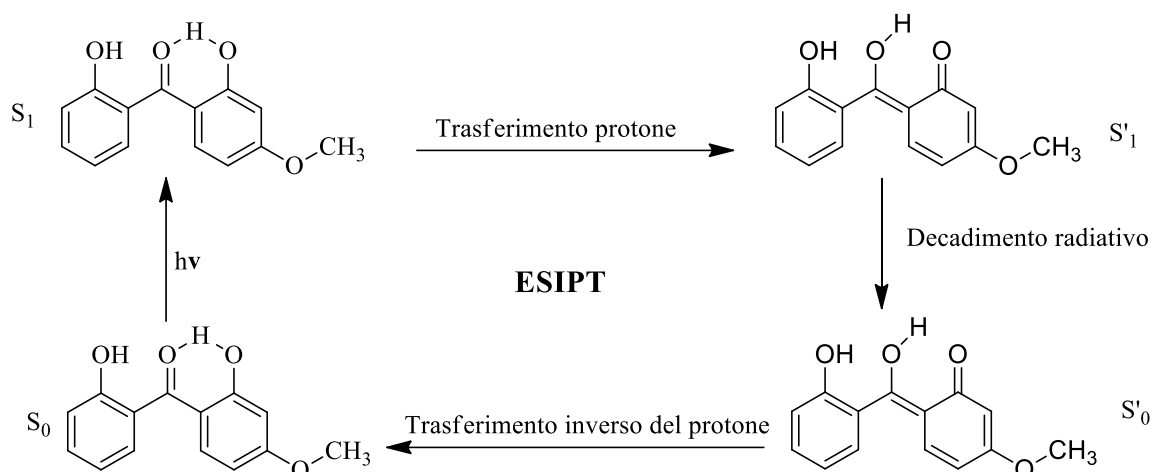 H
OH O O
S₁
O CH₃
Trasferimento protone
H
OH O O
S'₁
O CH₃
hv
ESIPT
Decadimento radiativo
H
OH O O
S₀
O CH₃
Trasferimento inverso del protone
H
OH O O
S'₀
O CH₃